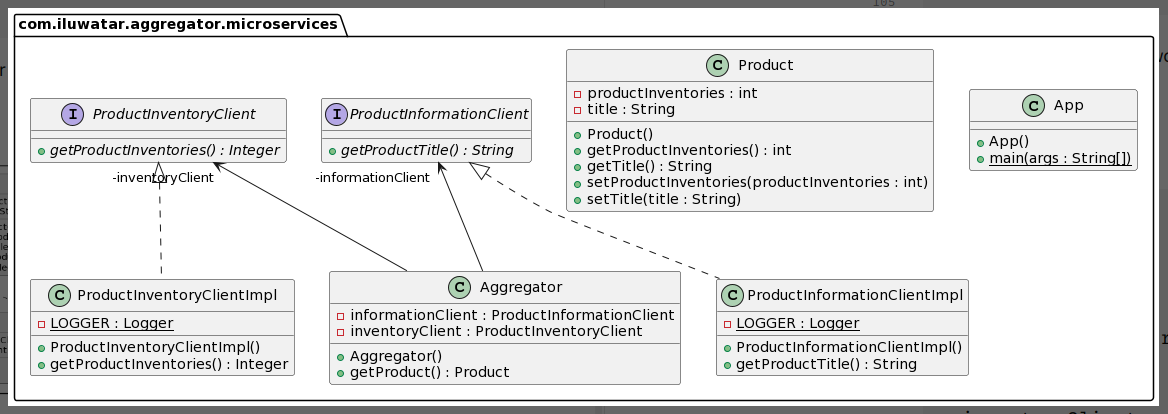 105
com.iluwatar.aggregator.microservices
I ProductInventoryClient
getProductInventories() : Integer
-inventoryClient
I ProductInformationClient
getProductTitle() : String
-informationClient
C Product
productInventories : int
title : String
Product()
getProductInventories() : int
getTitle() : String
setProductInventories(productInventories : int)
setTitle(title : String)
C App
App()
main(args : String[])
C ProductInventoryClientImpl
LOGGER : Logger
ProductInventoryClientImpl()
getProductInventories() : Integer
C Aggregator
informationClient : ProductInformationClient
inventoryClient : ProductInventoryClient
Aggregator()
getProduct() : Product
C ProductInformationClientImpl
LOGGER : Logger
ProductInformationClientImpl()
getProductTitle() : String